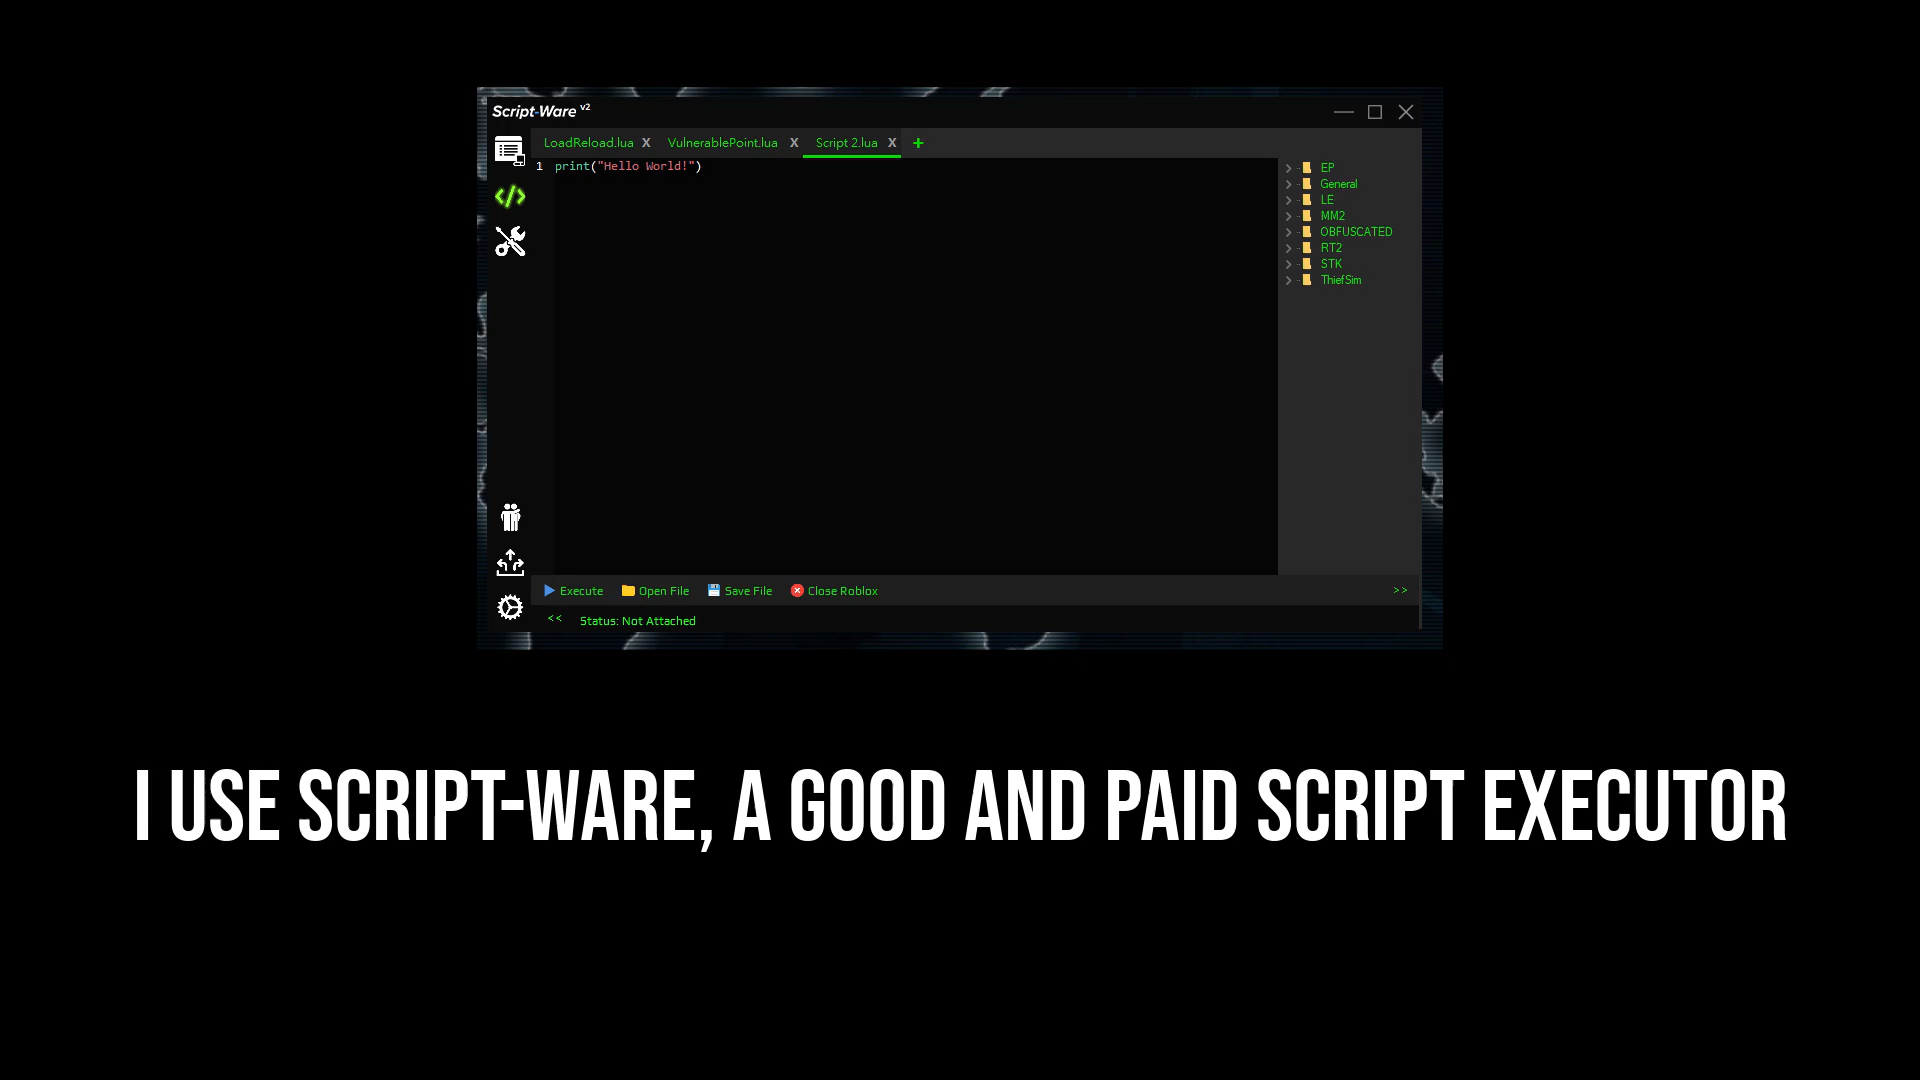 Script-Ware v2
LoadReload.lua X VulnerablePoint.lua X Script 2.lua X +
1 print("Hello World!")
EP
General
LE
MM2
OBFUSCATED
RT2
STK
ThiefSim
Execute Open File Save File Close Roblox >>
<< Status: Not Attached
I USE SCRIPT-WARE, A GOOD AND PAID SCRIPT EXECUTOR